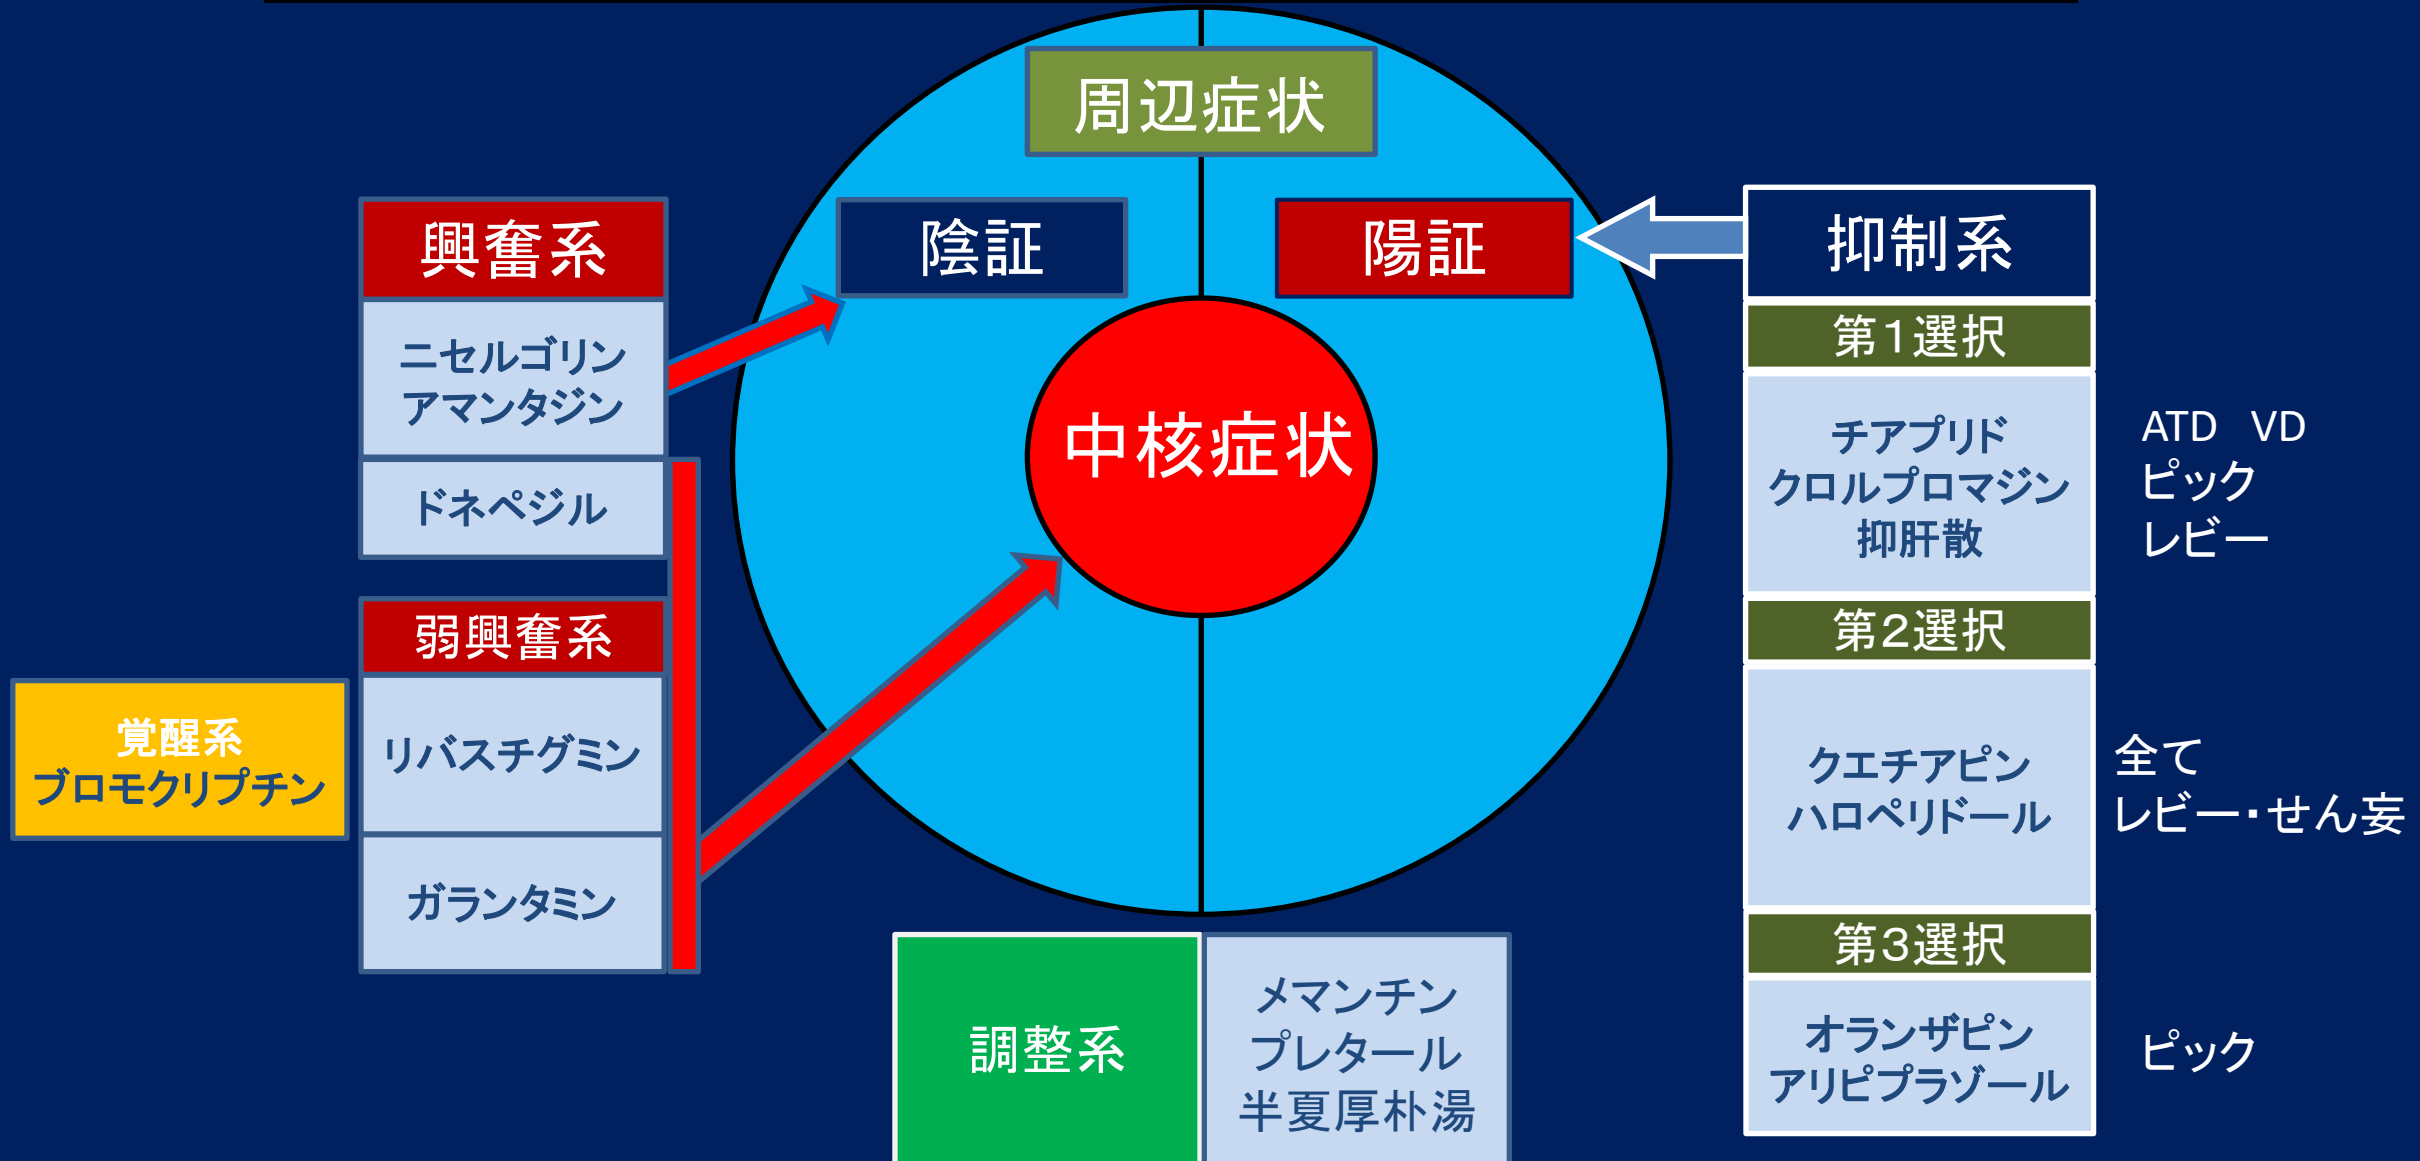 周辺症状
陰証
陽証
中核症状
興奮系
ニセルゴリン
アマンタジン
ドネペジル
弱興奮系
リバスチグミン
ガランタミン
覚醒系
ブロモクリプチン
抑制系
第1選択
チアプリド
クロルプロマジン
抑肝散
ATD VD
ピック
レビー
第2選択
クエチアピン
ハロペリドール
全て
レビー・せん妄
第3選択
オランザピン
アリピプラゾール
ピック
調整系
メマンチン
プレタール
半夏厚朴湯